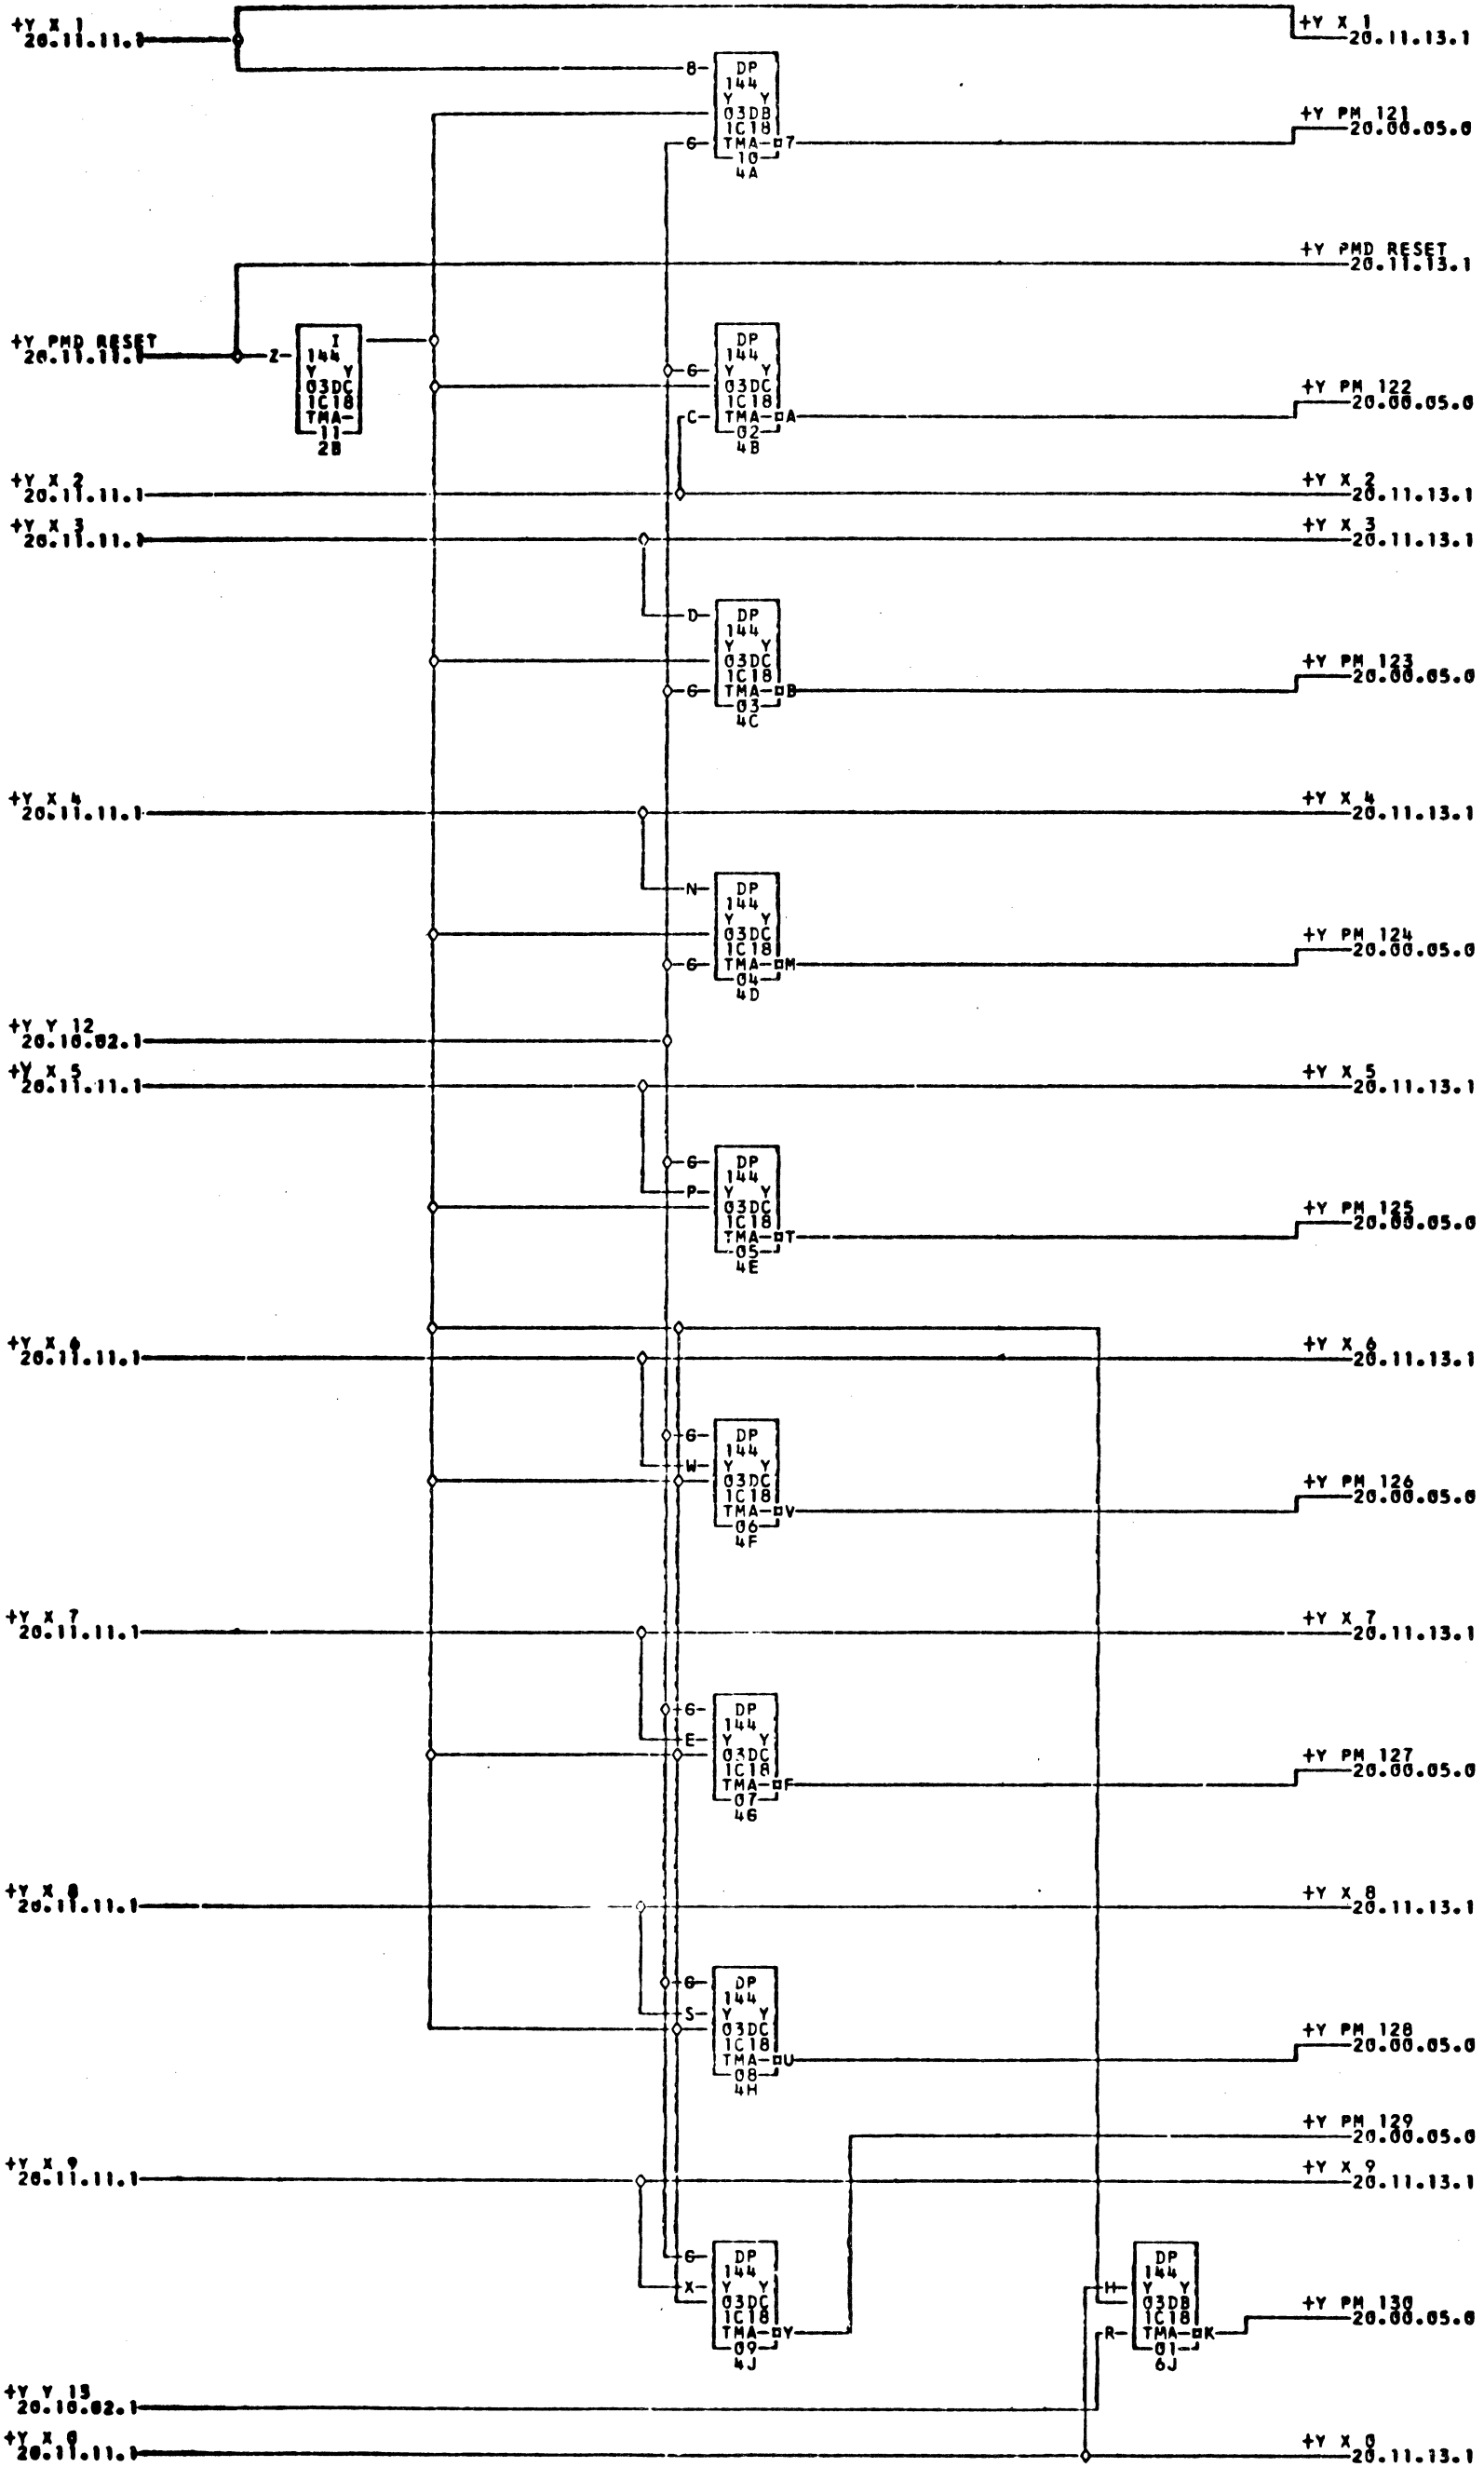 +Y X 1
20.11.11.1
+Y X 1
20.11.13.1
8
DP
144
Y Y
03DB
1C18
TMA
10
4A
G
7
+Y PM 121
20.00.05.0
+Y PMD RESET
20.11.13.1
+Y PMD RESET
20.11.11.1
Z
I
144
Y Y
03DC
1C18
TMA
11
2B
G
C
DP
144
Y Y
03DC
1C18
TMA
02
4B
A
+Y PM 122
20.00.05.0
+Y X 2
20.11.11.1
+Y X 2
20.11.13.1
+Y X 3
20.11.11.1
+Y X 3
20.11.13.1
D
G
DP
144
Y Y
03DC
1C18
TMA
03
4C
B
+Y PM 123
20.00.05.0
+Y X 4
20.11.11.1
+Y X 4
20.11.13.1
N
G
DP
144
Y Y
03DC
1C18
TMA
04
4D
M
+Y PM 124
20.00.05.0
+Y Y 12
20.10.02.1
+Y X 5
20.11.11.1
+Y X 5
20.11.13.1
G
P
DP
144
Y Y
03DC
1C18
TMA
05
4E
T
+Y PM 125
20.00.05.0
+Y X 6
20.11.11.1
+Y X 6
20.11.13.1
G
W
DP
144
Y Y
03DC
1C18
TMA
06
4F
V
+Y PM 126
20.00.05.0
+Y X 7
20.11.11.1
+Y X 7
20.11.13.1
G
E
DP
144
Y Y
03DC
1C18
TMA
07
4G
F
+Y PM 127
20.00.05.0
+Y X 8
20.11.11.1
+Y X 8
20.11.13.1
G
S
DP
144
Y Y
03DC
1C18
TMA
08
4H
U
+Y PM 128
20.00.05.0
+Y PM 129
20.00.05.0
+Y X 9
20.11.11.1
+Y X 9
20.11.13.1
G
X
DP
144
Y Y
03DC
1C18
TMA
09
4J
Y
H
R
DP
144
Y Y
03DB
1C18
TMA
01
6J
K
+Y PM 130
20.00.05.0
+Y Y 13
20.10.02.1
+Y X 0
20.11.11.1
+Y X 0
20.11.13.1